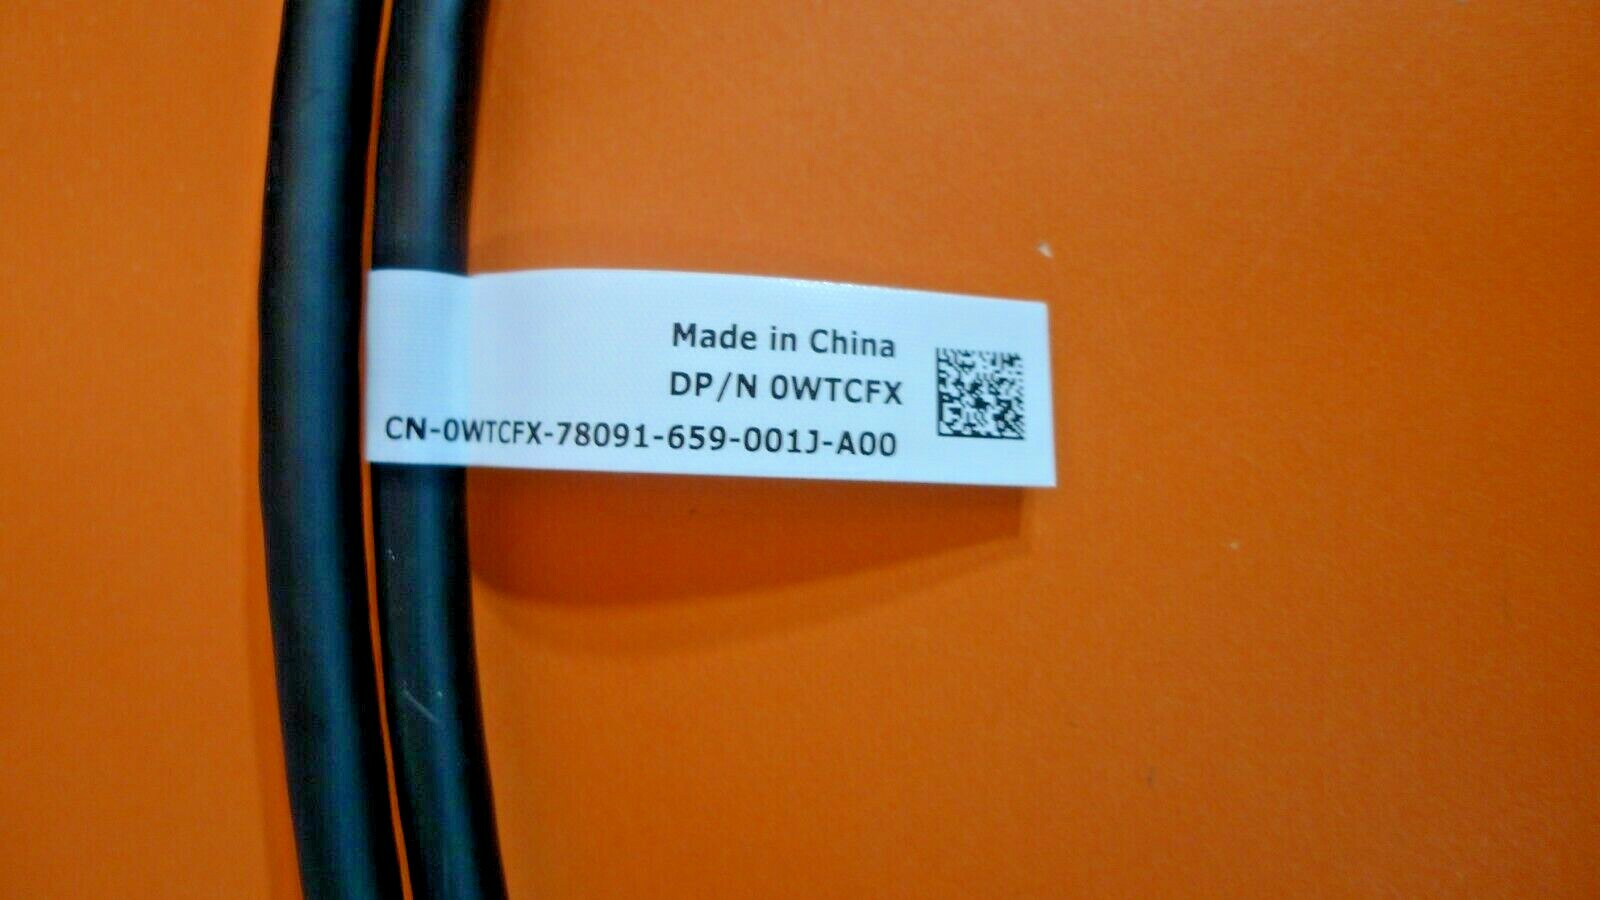 Made in China
DP/N 0WTCFX
CN-0WTCFX-78091-659-001J-A00